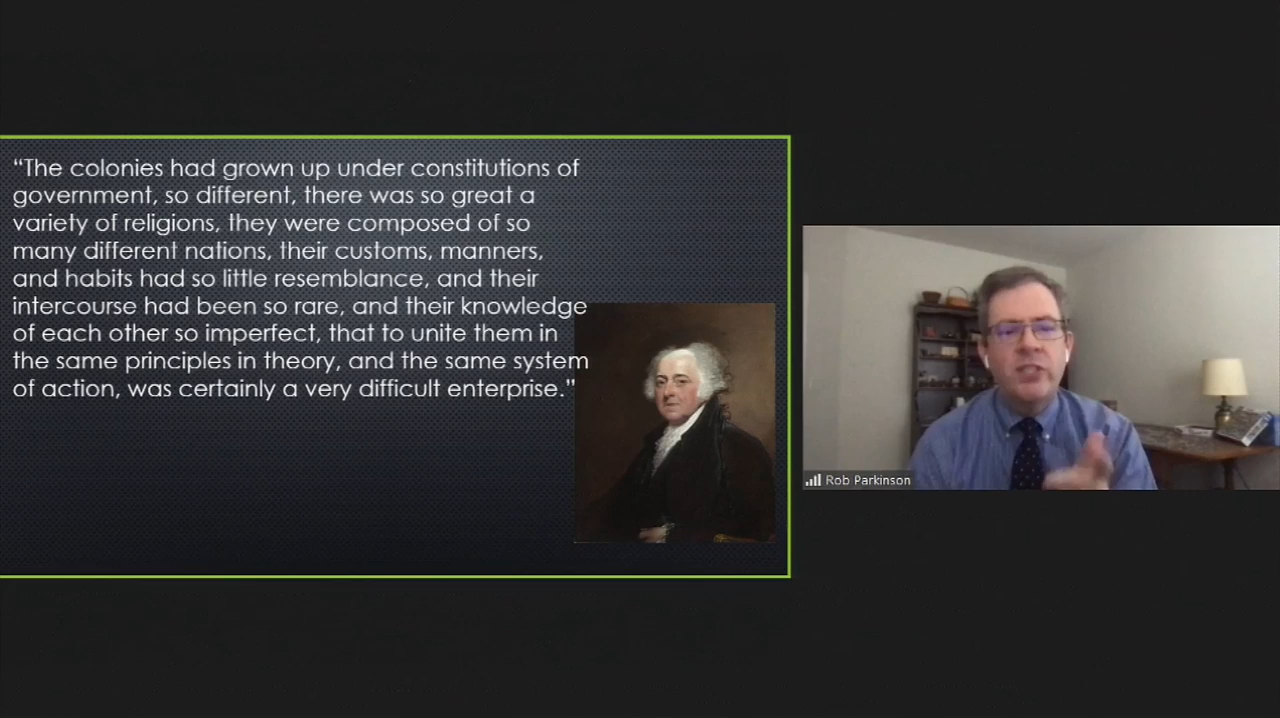 “The colonies had grown up under constitutions of
government, so different, there was so great a
variety of religions, they were composed of so
many different nations, their customs, manners,
and habits had so little resemblance, and their
intercourse had been so rare, and their knowledge
of each other so imperfect, that to unite them in
the same principles in theory, and the same system
of action, was certainly a very difficult enterprise.”
Rob Parkinson